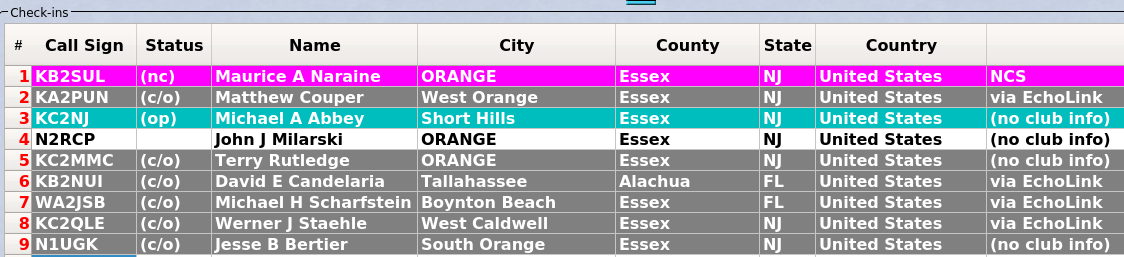 Check-ins
# Call Sign Status Name City County State Country
1 KB2SUL (nc) Maurice A Naraine ORANGE Essex NJ United States NCS
2 KA2PUN (c/o) Matthew Couper West Orange Essex NJ United States via EchoLink
3 KC2NJ (op) Michael A Abbey Short Hills Essex NJ United States (no club info)
4 N2RCP John J Milarski ORANGE Essex NJ United States (no club info)
5 KC2MMC (c/o) Terry Rutledge ORANGE Essex NJ United States (no club info)
6 KB2NUI (c/o) David E Candelaria Tallahassee Alachua FL United States via EchoLink
7 WA2JSB (c/o) Michael H Scharfstein Boynton Beach Essex FL United States via EchoLink
8 KC2QLE (c/o) Werner J Staehle West Caldwell Essex NJ United States via EchoLink
9 N1UGK (c/o) Jesse B Bertier South Orange Essex NJ United States (no club info)